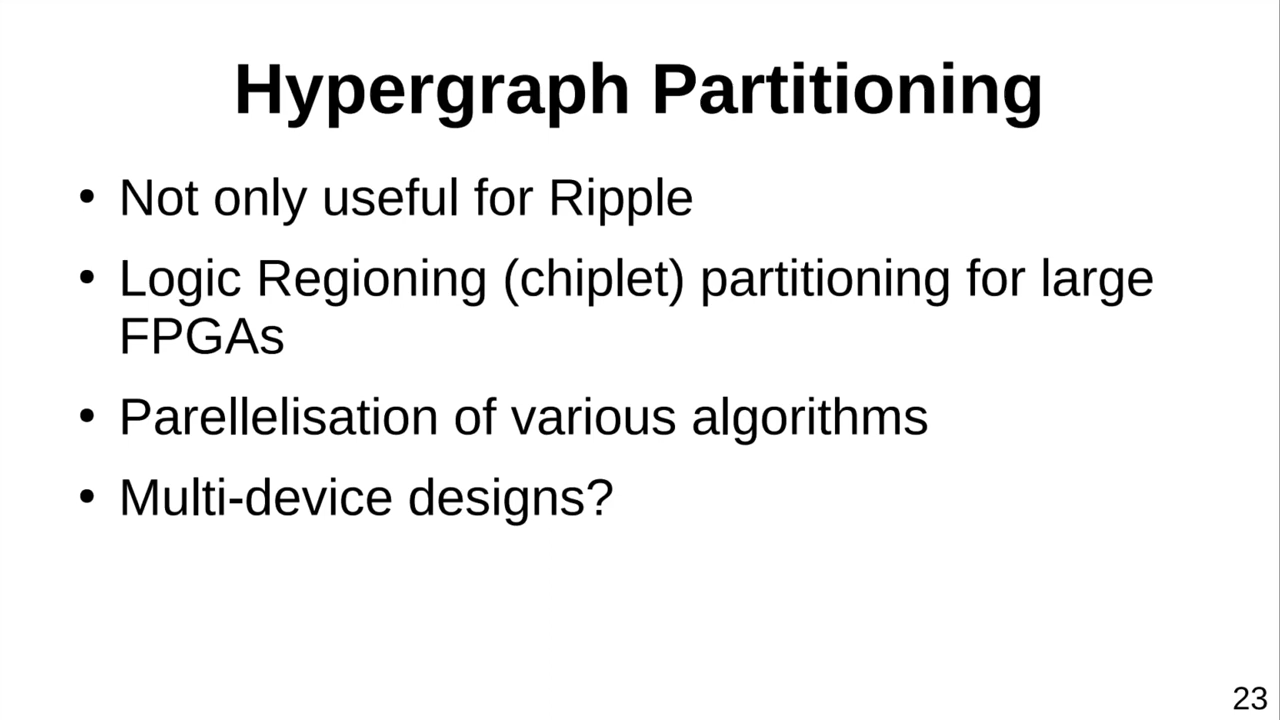 Hypergraph Partitioning
• Not only useful for Ripple
• Logic Regioning (chiplet) partitioning for large
FPGAs
• Parellelisation of various algorithms
• Multi-device designs?
23